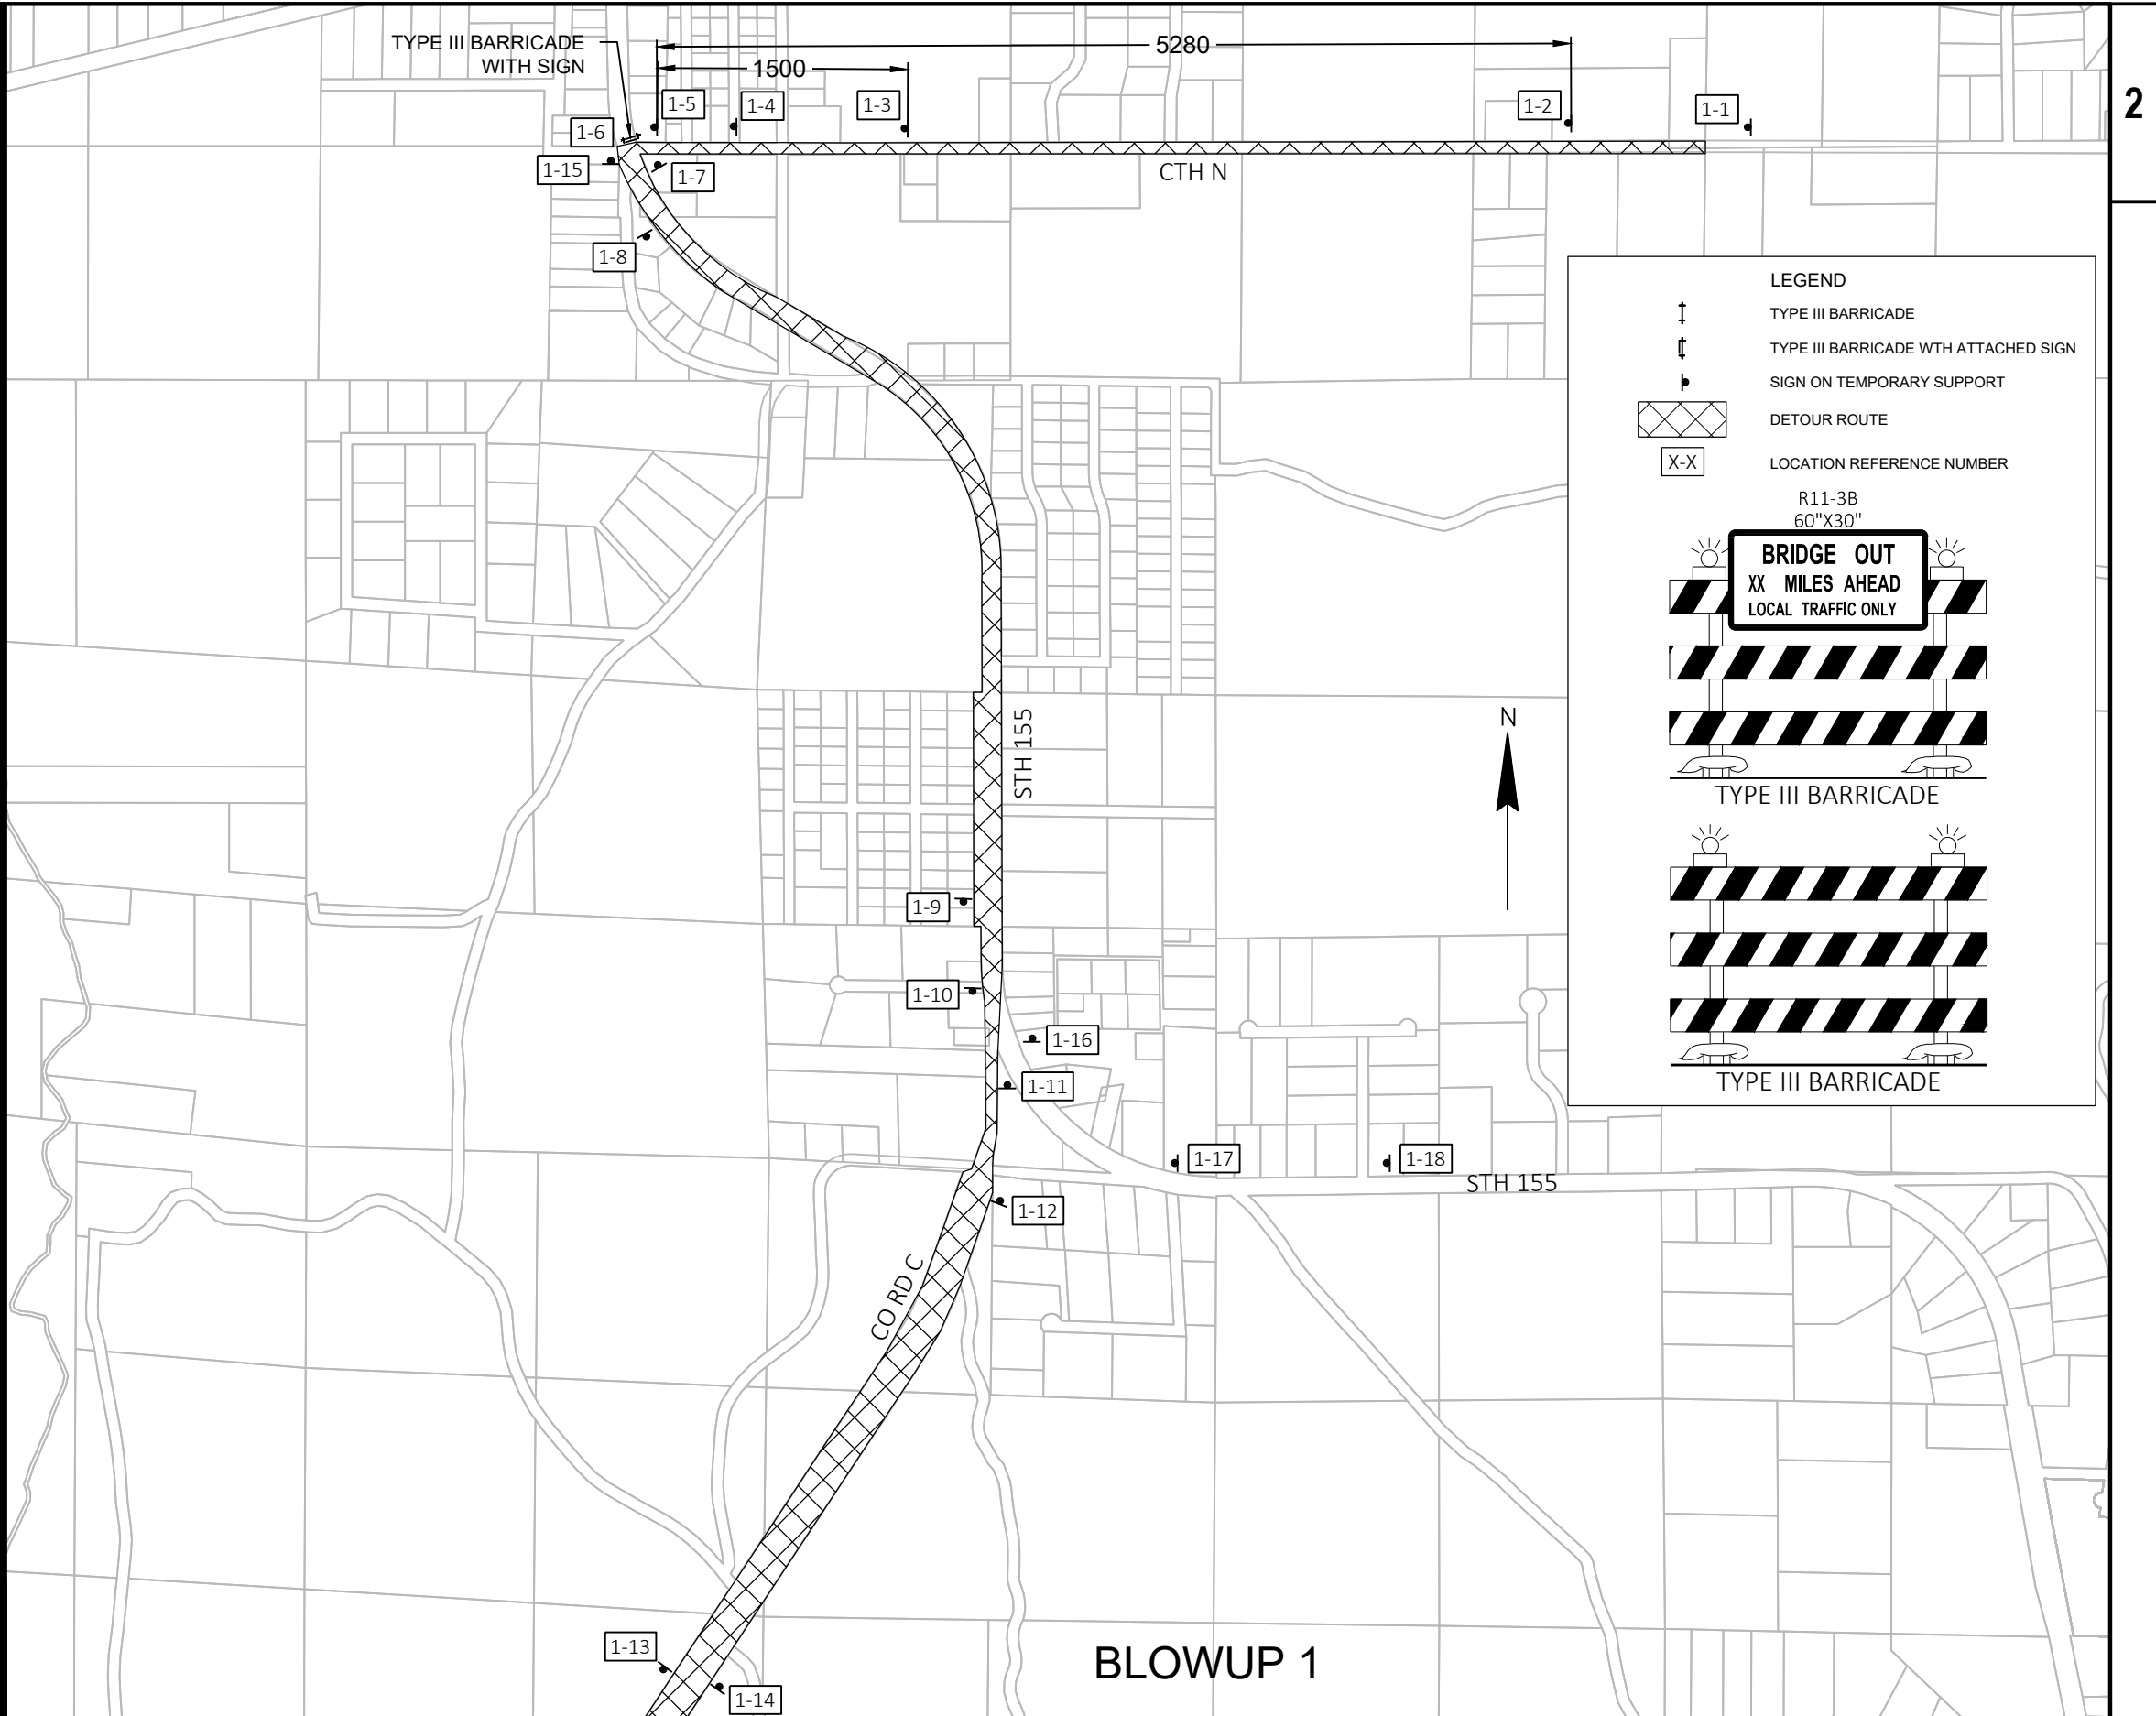 TYPE III BARRICADE
WITH SIGN
5280
1500
2
1-5
1-4
1-3
1-2
1-1
1-6
1-15
1-7
CTH N
1-8
LEGEND
TYPE III BARRICADE
TYPE III BARRICADE WTH ATTACHED SIGN
SIGN ON TEMPORARY SUPPORT
DETOUR ROUTE
X-X
LOCATION REFERENCE NUMBER
R11-3B
60"X30"
BRIDGE OUT
XX MILES AHEAD
LOCAL TRAFFIC ONLY
TYPE III BARRICADE
TYPE III BARRICADE
N
STH 155
1-9
1-10
1-16
1-11
1-17
1-18
STH 155
1-12
CO RD C
1-13
1-14
BLOWUP 1